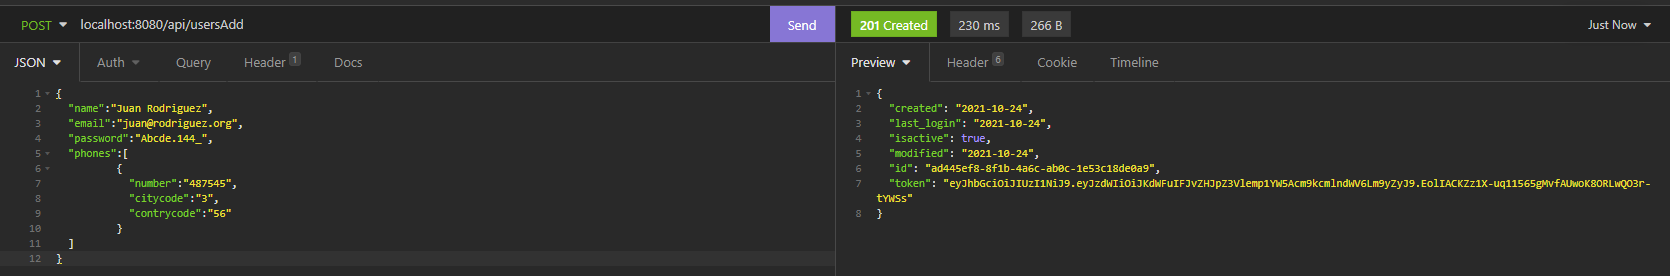 POST localhost:8080/api/usersAdd Send 201 Created 230 ms 266 B Just Now
JSON Auth Query Header 1 Docs
1 {
2 "name":"Juan Rodriguez",
3 "email":"juan@rodriguez.org",
4 "password":"Abcde.144_",
5 "phones":[
6 {
7 "number":"487545",
8 "citycode":"3",
9 "contrycode":"56"
10 }
11 ]
12 }
Preview Header 6 Cookie Timeline
1 {
2 "created": "2021-10-24",
3 "last_login": "2021-10-24",
4 "isactive": true,
5 "modified": "2021-10-24",
6 "id": "ad445ef8-8f1b-4a6c-ab0c-1e53c18de0a9",
7 "token": "eyJhbGciOiJIUzI1NiJ9.eyJzdWIiOiJKdWFuIFJvZHJpZ3Vlemp1YW5Acm9kcmlndWV6Lm9yZyJ9.EolIACKZz1X-uq11565gMvfAUwoK8ORLwQO3r-
tYWSs"
8 }